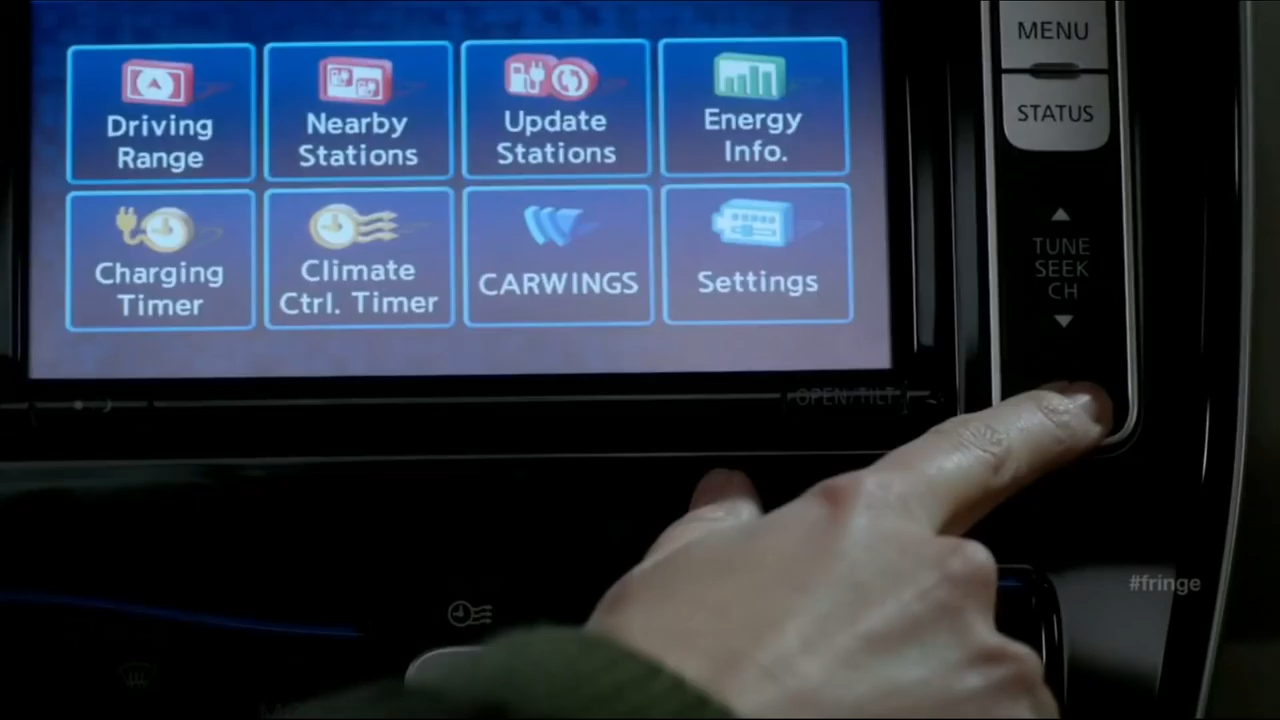 MENU
STATUS
Driving
Range
Nearby
Stations
Update
Stations
Energy
Info.
Charging
Timer
Climate
Ctrl. Timer
CARWINGS
Settings
TUNE
SEEK
CH
OPEN/TILT
#fringe